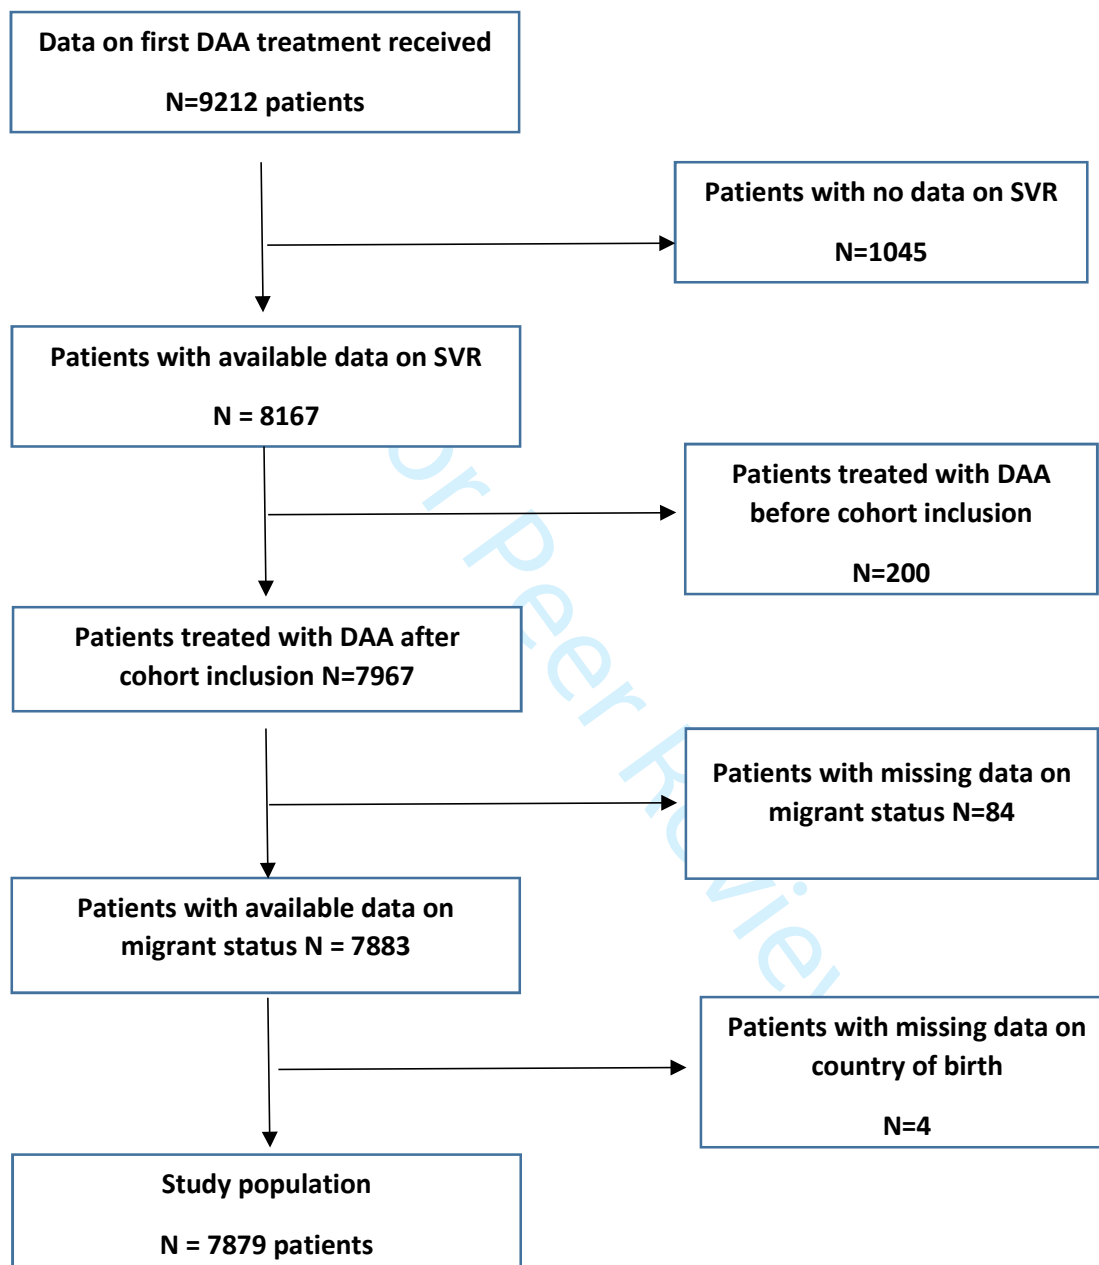 Data on first DAA treatment received
N=9212 patients
Patients with no data on SVR
N=1045
Patients with available data on SVR
N = 8167
Patients treated with DAA
before cohort inclusion
N=200
Patients treated with DAA after
cohort inclusion N=7967
Patients with missing data on
migrant status N=84
Patients with available data on
migrant status N = 7883
Patients with missing data on
country of birth
N=4
Study population
N = 7879 patients
or Peer Review